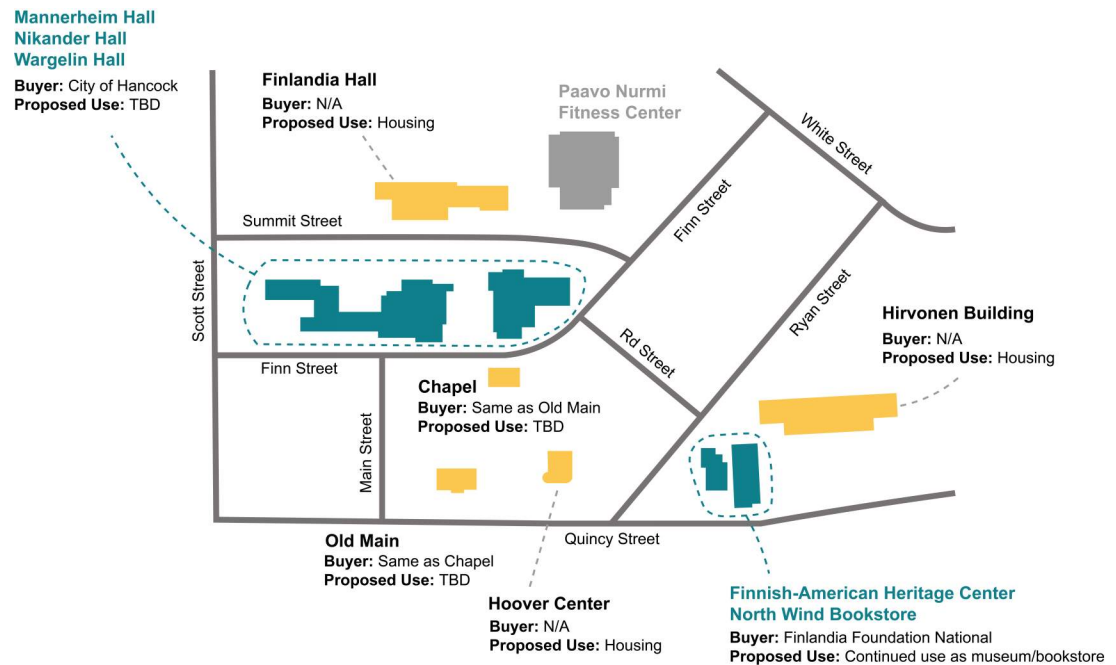 Mannerheim Hall
Nikander Hall
Wargelin Hall
Buyer: City of Hancock
Proposed Use: TBD
Finlandia Hall
Buyer: N/A
Proposed Use: Housing
Paavo Nurmi
Fitness Center
White Street
Finn Street
Summit Street
Scott Street
Ryan Street
Hirvonen Building
Buyer: N/A
Proposed Use: Housing
Rd Street
Finn Street
Chapel
Buyer: Same as Old Main
Proposed Use: TBD
Main Street
Old Main
Buyer: Same as Chapel
Proposed Use: TBD
Quincy Street
Hoover Center
Buyer: N/A
Proposed Use: Housing
Finnish-American Heritage Center
North Wind Bookstore
Buyer: Finlandia Foundation National
Proposed Use: Continued use as museum/bookstore